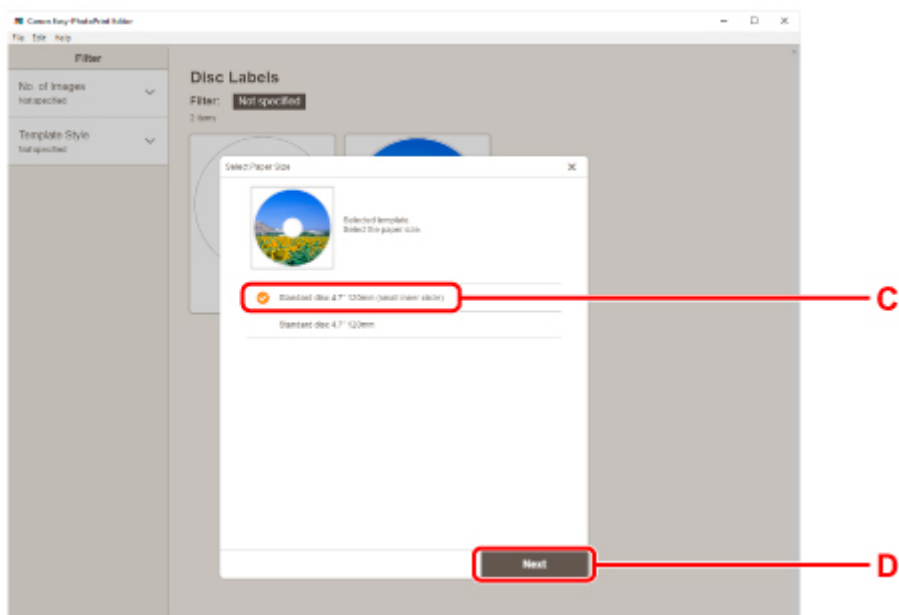 Canon Easy-PhotoPrint Editor
File Edit Help
Filter
No. of Images
Not specified
Template Style
Not specified
Disc Labels
Filter: Not specified
2 items
Select Paper Size
Selected template.
Select the paper size.
Standard disc 4.7" 120mm (small inner circle)
Standard disc 4.7" 120mm
Next
C
D